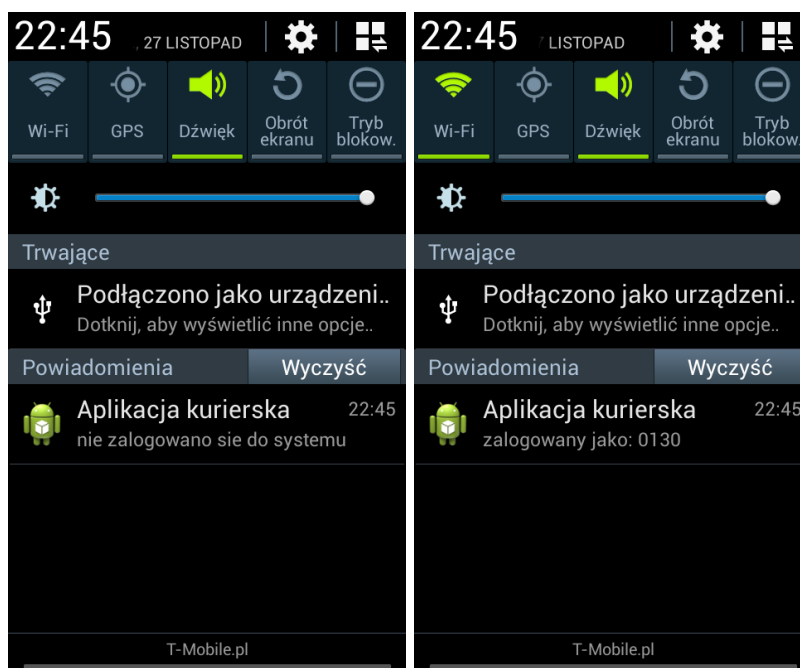 22:45 , 27 LISTOPAD
Wi-Fi GPS Dźwięk Obrót ekranu Tryb blokow.
Trwające
Podłączono jako urządzeni..
Dotknij, aby wyświetlić inne opcje..
Powiadomienia Wyczyść
Aplikacja kurierska 22:45
nie zalogowano sie do systemu
T-Mobile.pl
22:45 7 LISTOPAD
Wi-Fi GPS Dźwięk Obrót ekranu Tryb blokow.
Trwające
Podłączono jako urządzeni..
Dotknij, aby wyświetlić inne opcje..
Powiadomienia Wyczyść
Aplikacja kurierska 22:45
zalogowany jako: 0130
T-Mobile.pl